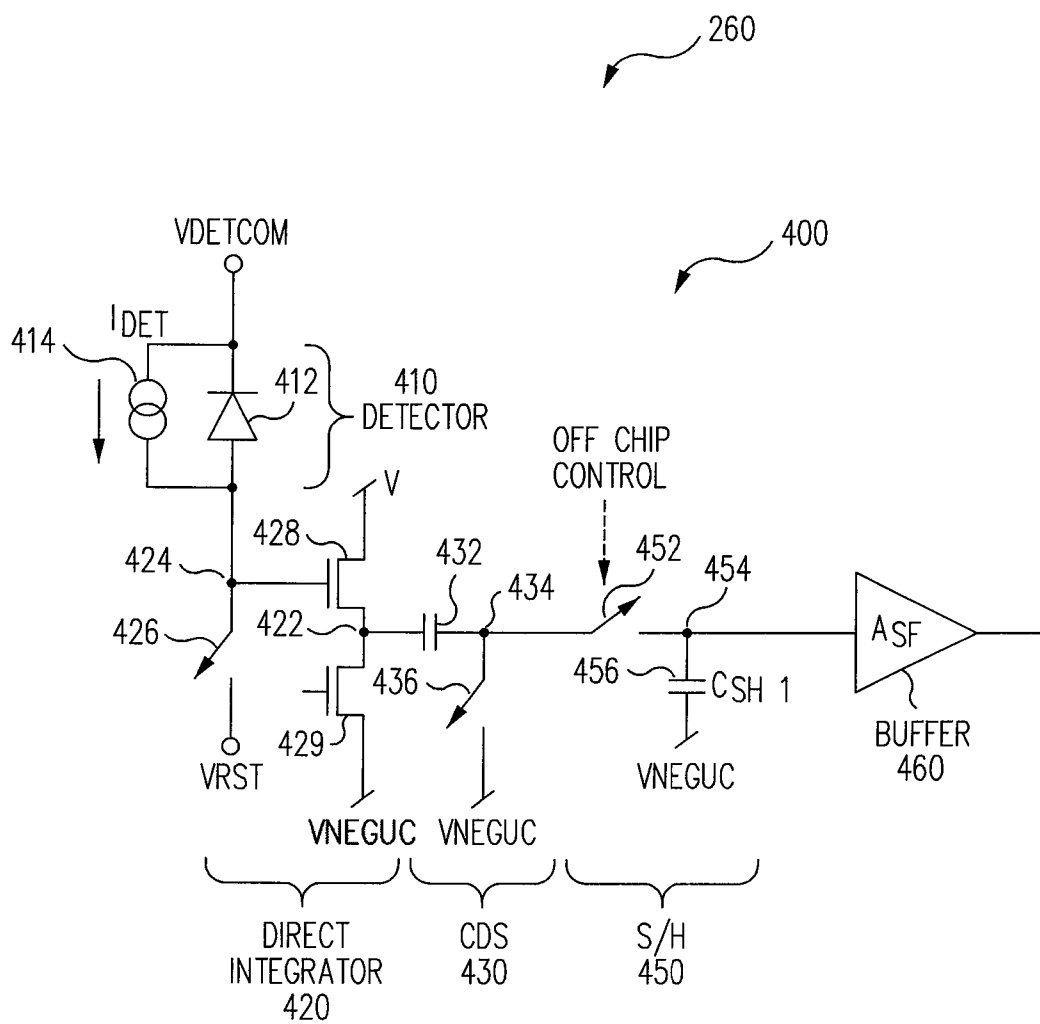 260
400
VDETCOM
IDET
414
412
410
DETECTOR
OFF CHIP
CONTROL
V
428
432
452
454
424
434
422
426
436
456
CSH 1
ASF
429
VRST
BUFFER
460
VNEGUC
VNEGUC
VNEGUC
DIRECT
INTEGRATOR
420
CDS
430
S/H
450